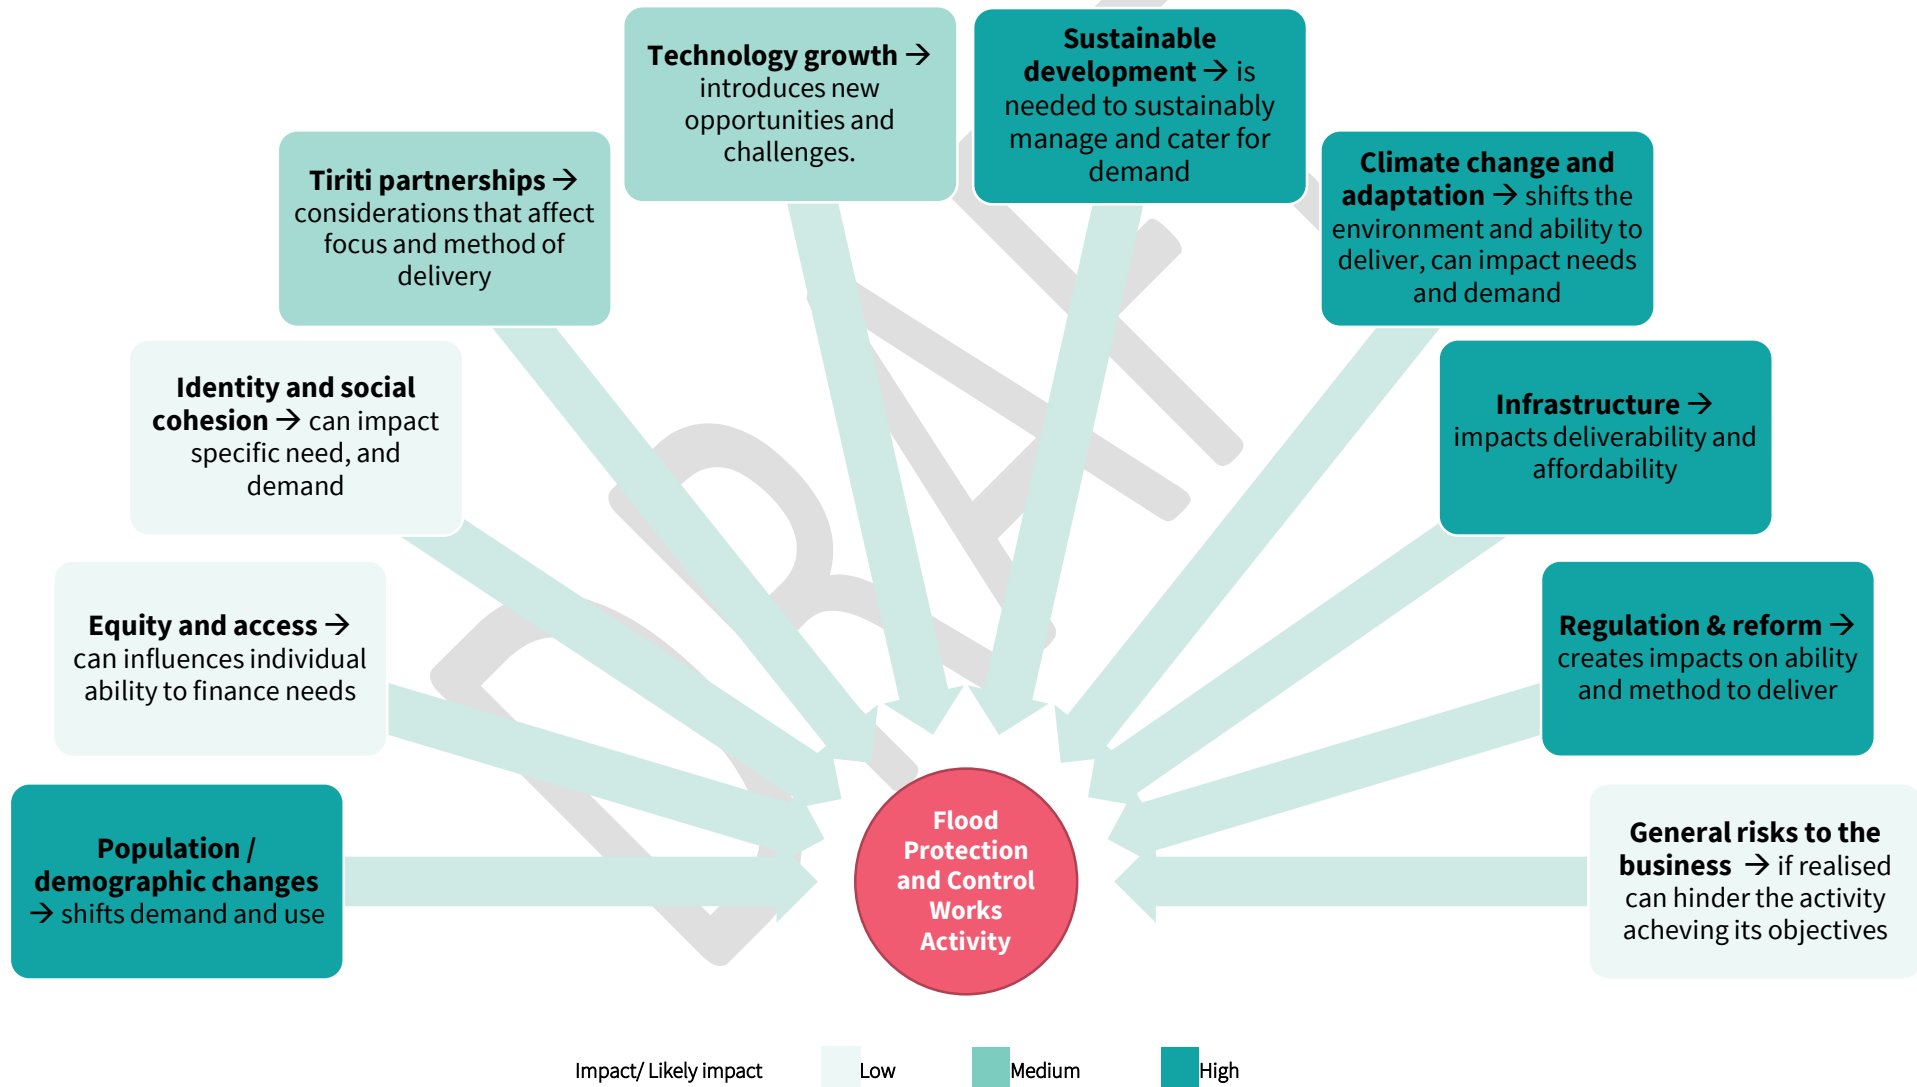 Technology growth →
introduces new
opportunities and
challenges.
Sustainable
development → is
needed to sustainably
manage and cater for
demand
Tiriti partnerships →
considerations that affect
focus and method of
delivery
Climate change and
adaptation → shifts the
environment and ability to
deliver, can impact needs
and demand
Identity and social
cohesion → can impact
specific need, and
demand
Infrastructure →
impacts deliverability and
affordability
Equity and access →
can influences individual
ability to finance needs
Regulation & reform →
creates impacts on ability
and method to deliver
Population /
demographic changes
→ shifts demand and use
General risks to the
business → if realised
can hinder the activity
acheving its objectives
Flood
Protection
and Control
Works
Activity
DRAFT
Impact/ Likely impact
Low
Medium
High